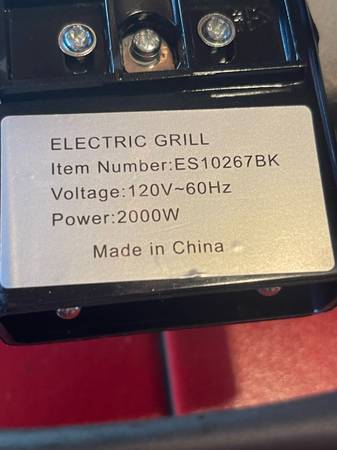 ELECTRIC GRILL
Item Number:ES10267BK
Voltage:120V~60Hz
Power:2000W
Made in China